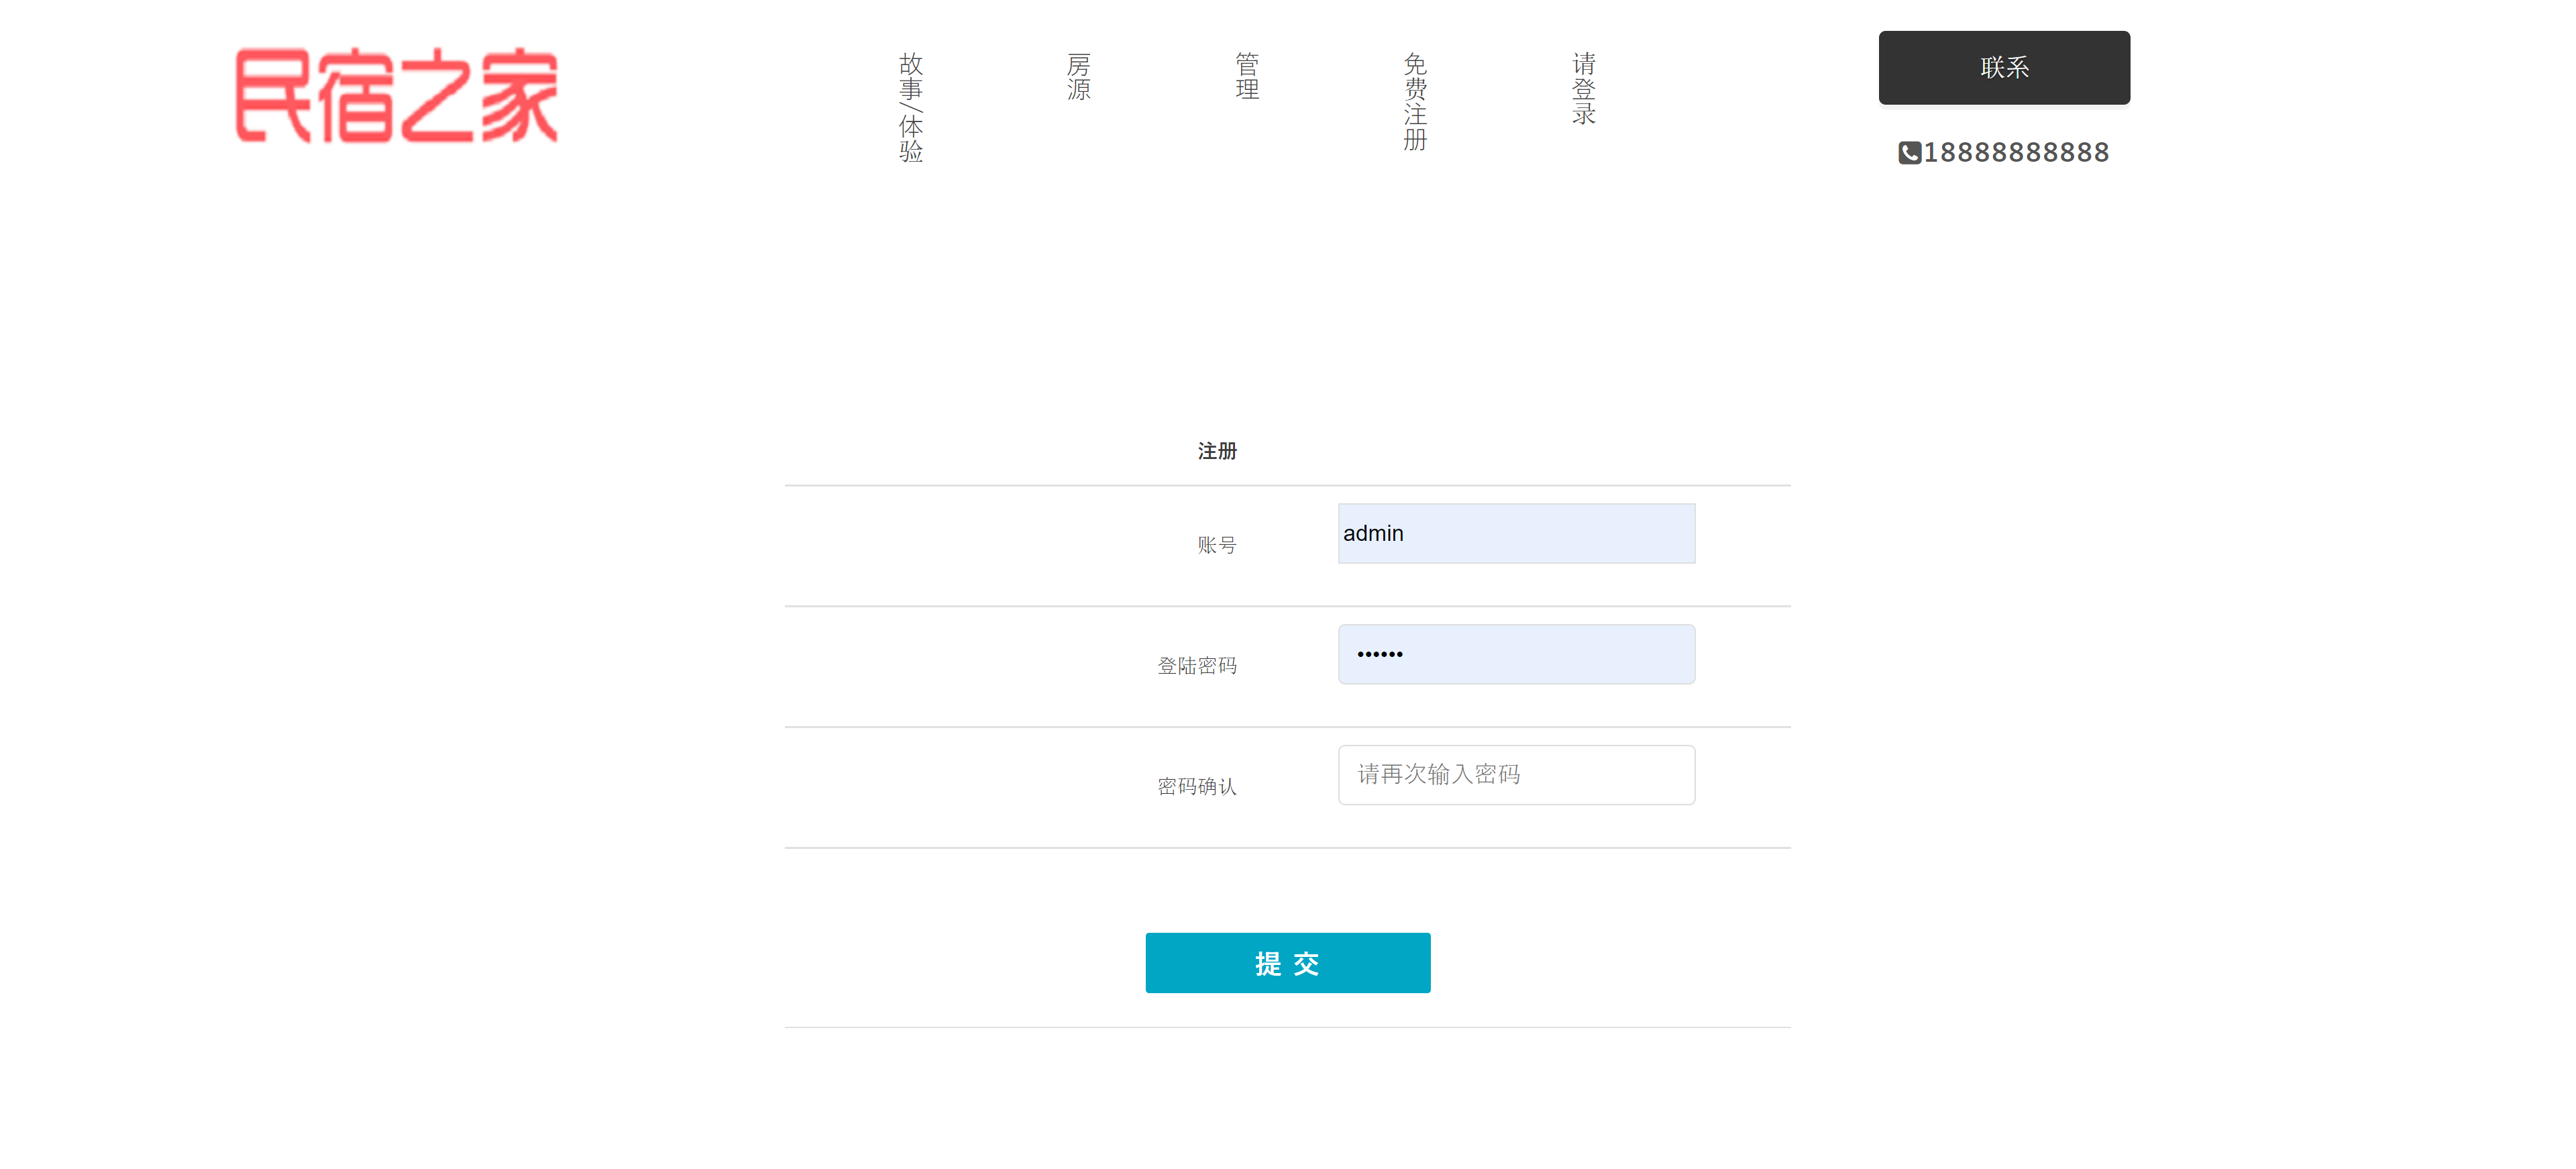 民宿之家
故事/体验
房源
管理
免费注册
请登录
联系
18888888888
注册
账号
admin
登陆密码
••••••
密码确认
请再次输入密码
提 交